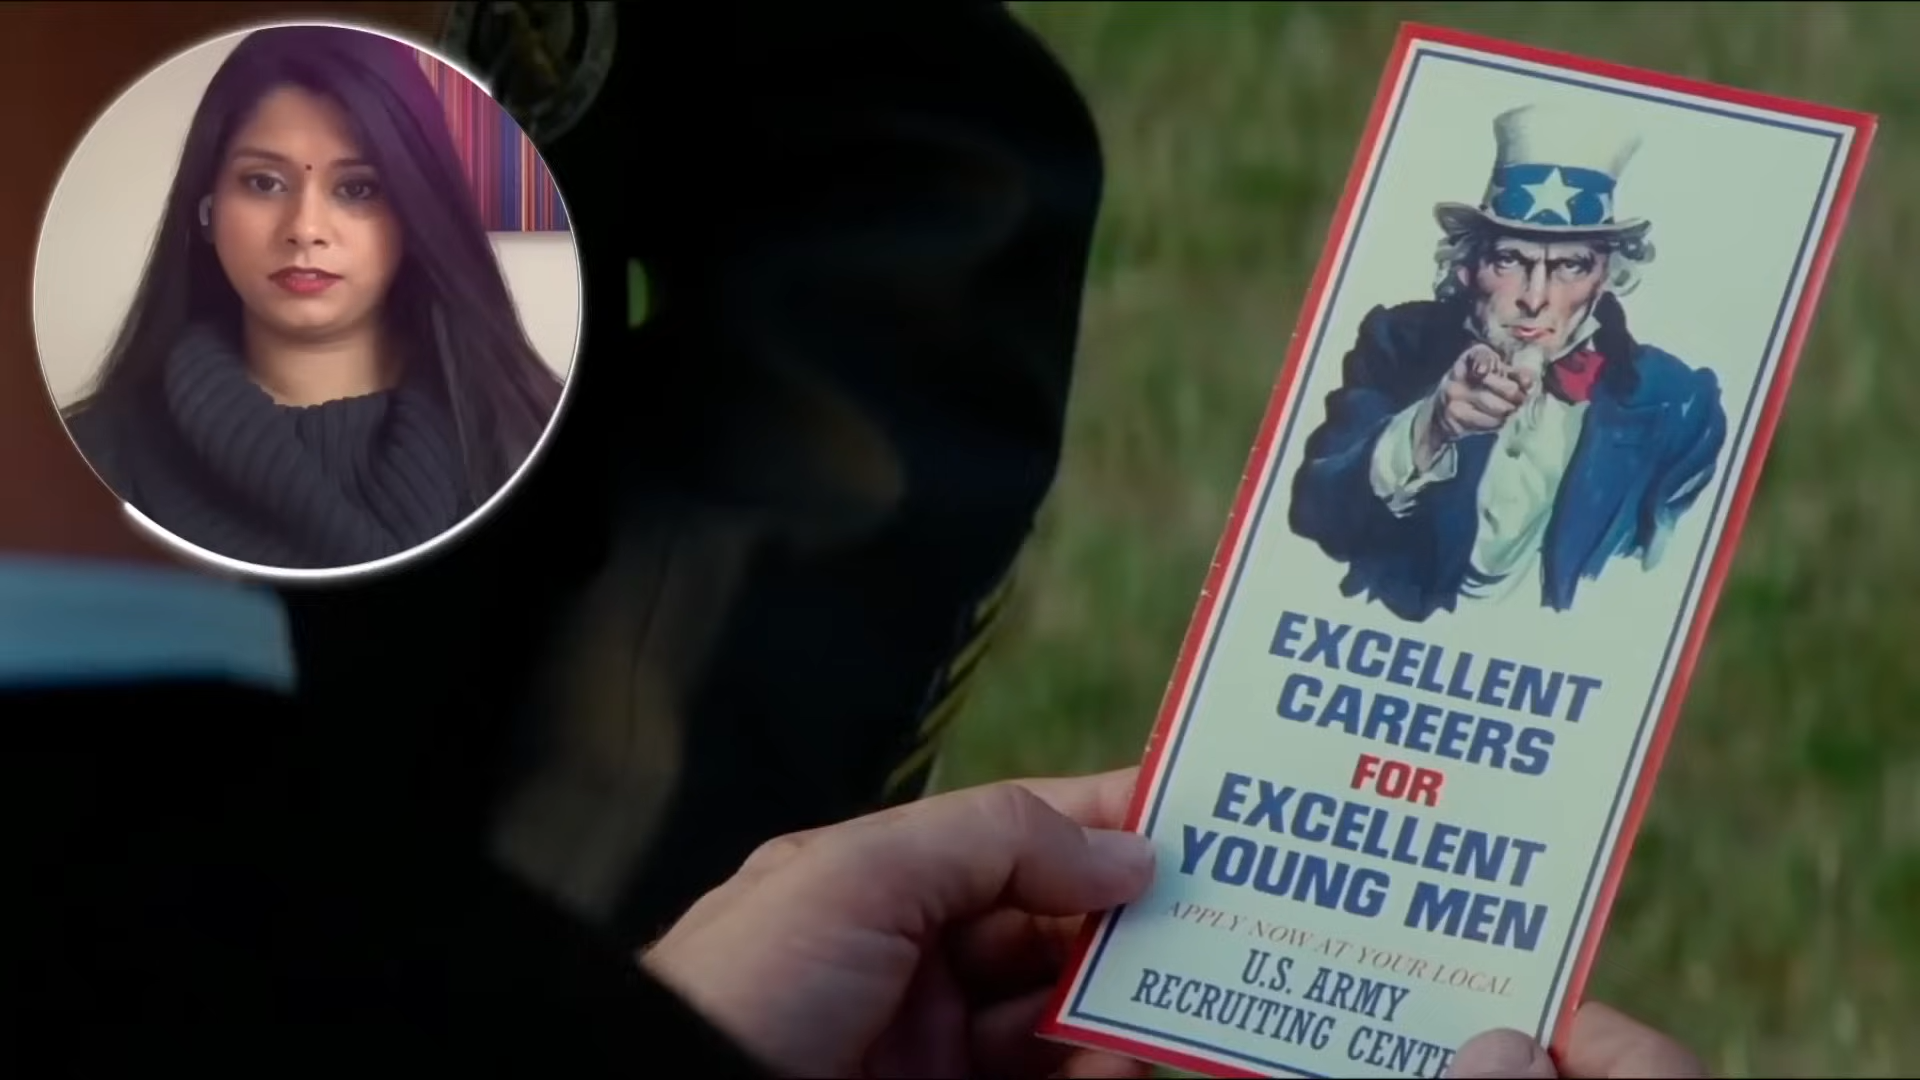 EXCELLENT
CAREERS
FOR
EXCELLENT
YOUNG MEN
APPLY NOW AT YOUR LOCAL
U.S. ARMY
RECRUITING CENTE